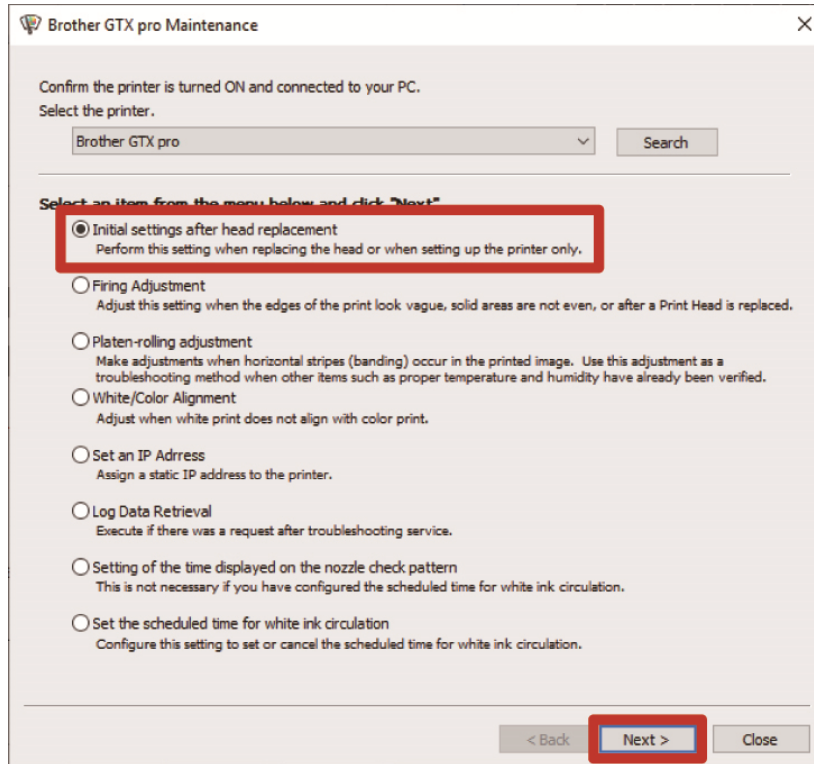 Brother GTX pro Maintenance
Confirm the printer is turned ON and connected to your PC.
Select the printer.
Brother GTX pro
Search
Select an item from the menu below and click "Next"
Initial settings after head replacement
Perform this setting when replacing the head or when setting up the printer only.
Firing Adjustment
Adjust this setting when the edges of the print look vague, solid areas are not even, or after a Print Head is replaced.
Platen-rolling adjustment
Make adjustments when horizontal stripes (banding) occur in the printed image. Use this adjustment as a
troubleshooting method when other items such as proper temperature and humidity have already been verified.
White/Color Alignment
Adjust when white print does not align with color print.
Set an IP Adrress
Assign a static IP address to the printer.
Log Data Retrieval
Execute if there was a request after troubleshooting service.
Setting of the time displayed on the nozzle check pattern
This is not necessary if you have configured the scheduled time for white ink circulation.
Set the scheduled time for white ink circulation
Configure this setting to set or cancel the scheduled time for white ink circulation.
< Back
Next >
Close